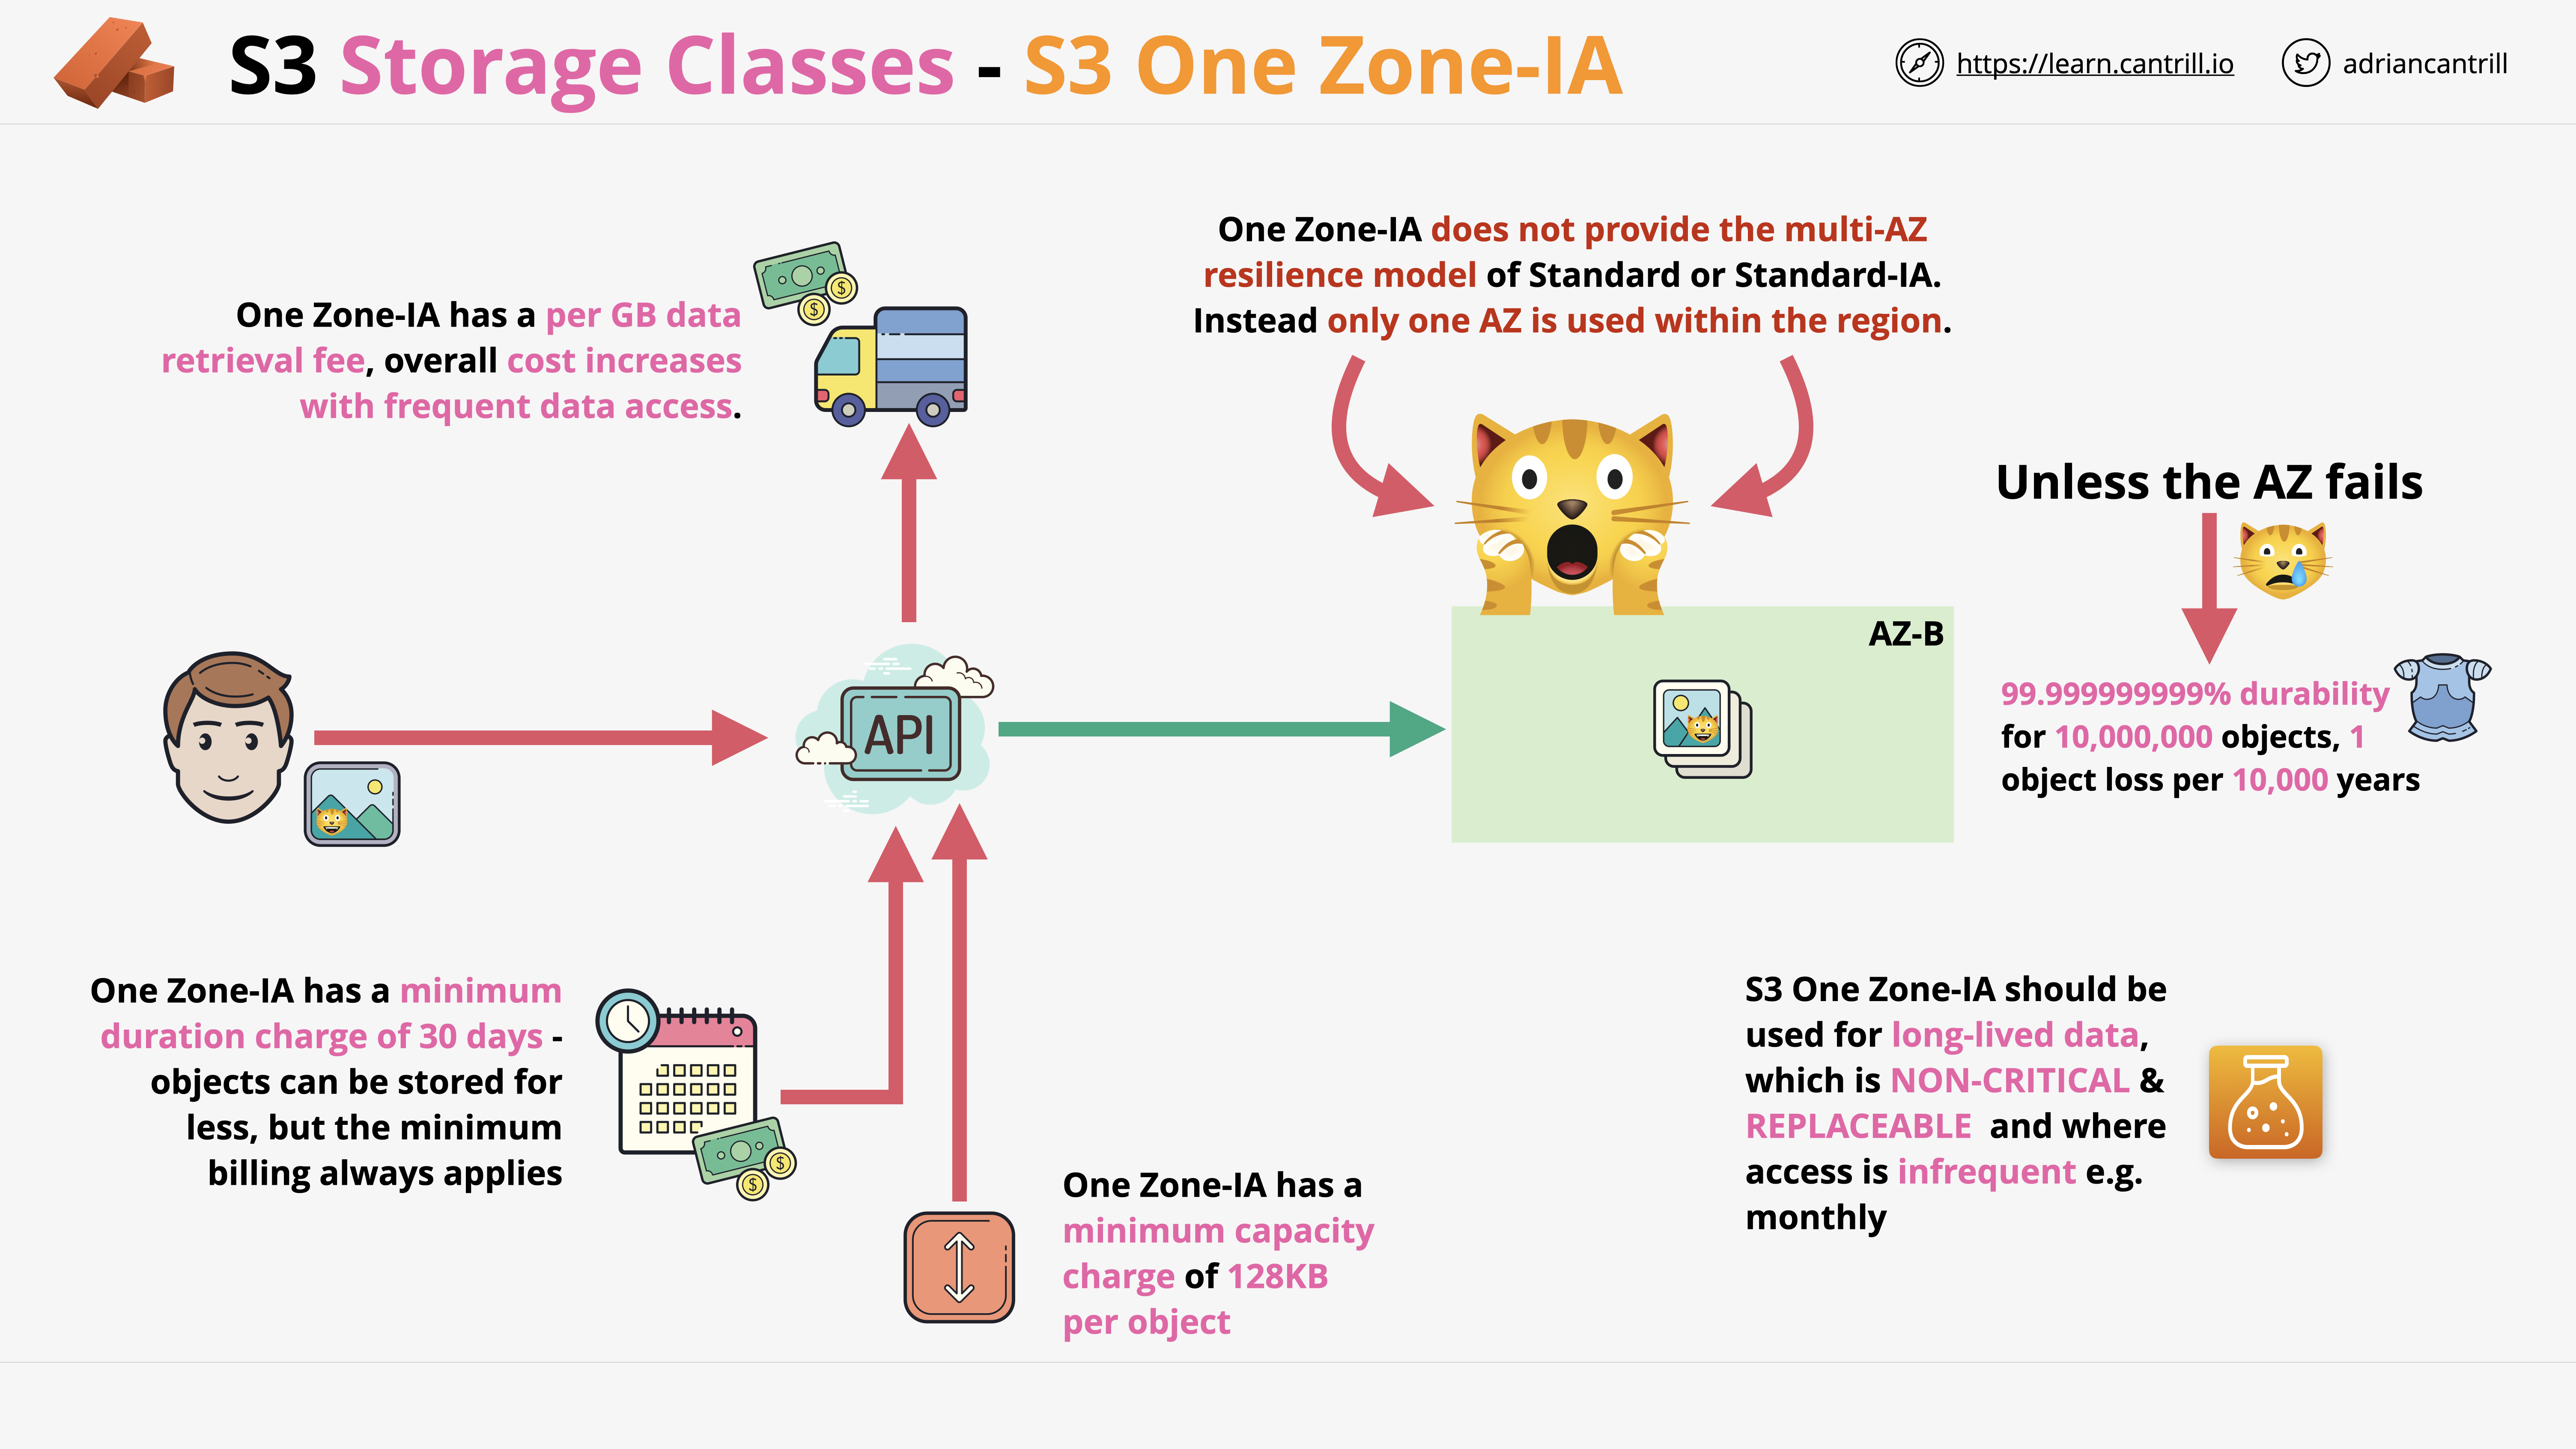 S3 Storage Classes - S3 One Zone-IA
https://learn.cantrill.io
adriancantrill
One Zone-IA has a per GB data
retrieval fee, overall cost increases
with frequent data access.
One Zone-IA does not provide the multi-AZ
resilience model of Standard or Standard-IA.
Instead only one AZ is used within the region.
Unless the AZ fails
AZ-B
API
99.999999999% durability
for 10,000,000 objects, 1
object loss per 10,000 years
One Zone-IA has a minimum
duration charge of 30 days -
objects can be stored for
less, but the minimum
billing always applies
One Zone-IA has a
minimum capacity
charge of 128KB
per object
S3 One Zone-IA should be
used for long-lived data,
which is NON-CRITICAL &
REPLACEABLE and where
access is infrequent e.g.
monthly